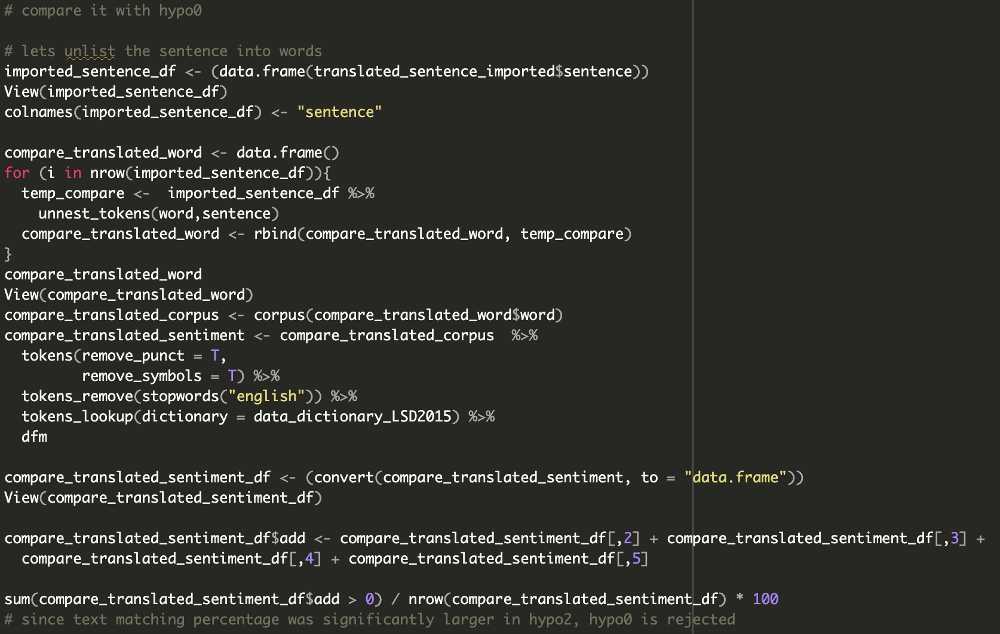 # compare it with hypo0
# lets unlist the sentence into words
imported_sentence_df <- (data.frame(translated_sentence_imported$sentence))
View(imported_sentence_df)
colnames(imported_sentence_df) <- "sentence"
compare_translated_word <- data.frame()
for (i in nrow(imported_sentence_df)){
  temp_compare <-  imported_sentence_df %>%
    unnest_tokens(word,sentence)
  compare_translated_word <- rbind(compare_translated_word, temp_compare)
}
compare_translated_word
View(compare_translated_word)
compare_translated_corpus <- corpus(compare_translated_word$word)
compare_translated_sentiment <- compare_translated_corpus  %>%
  tokens(remove_punct = T,
         remove_symbols = T) %>%
  tokens_remove(stopwords("english")) %>%
  tokens_lookup(dictionary = data_dictionary_LSD2015) %>%
  dfm
compare_translated_sentiment_df <- (convert(compare_translated_sentiment, to = "data.frame"))
View(compare_translated_sentiment_df)
compare_translated_sentiment_df$add <- compare_translated_sentiment_df[,2] + compare_translated_sentiment_df[,3] +
  compare_translated_sentiment_df[,4] + compare_translated_sentiment_df[,5]
sum(compare_translated_sentiment_df$add > 0) / nrow(compare_translated_sentiment_df) * 100
# since text matching percentage was significantly larger in hypo2, hypo0 is rejected